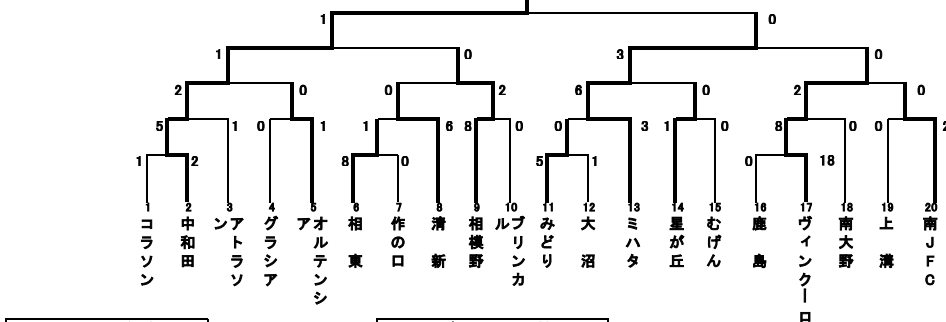 1 0
1 0 3 0
2 0 0 2 6 0 2 0
5 1 0 1 1 6 8 0 0 3 1 0 8 0 0 2
1 2 8 0 5 1 0 18
1 2 3 4 5 6 7 8 9 10 11 12 13 14 15 16 17 18 19 20
コラソン
中和田
アトラソン
グラシア
オルテンシア
相東
作のロ
清新
相模野
ブリンカル
みどり
大沼
ミハタ
星が丘
むげん
鹿島
ヴィンクーロ
南大野
上溝
南JFC